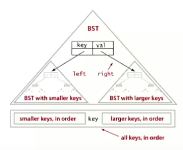 BST
key val
left right
BST with smaller keys BST with larger keys
smaller keys, in order key larger keys, in order
all keys, in order